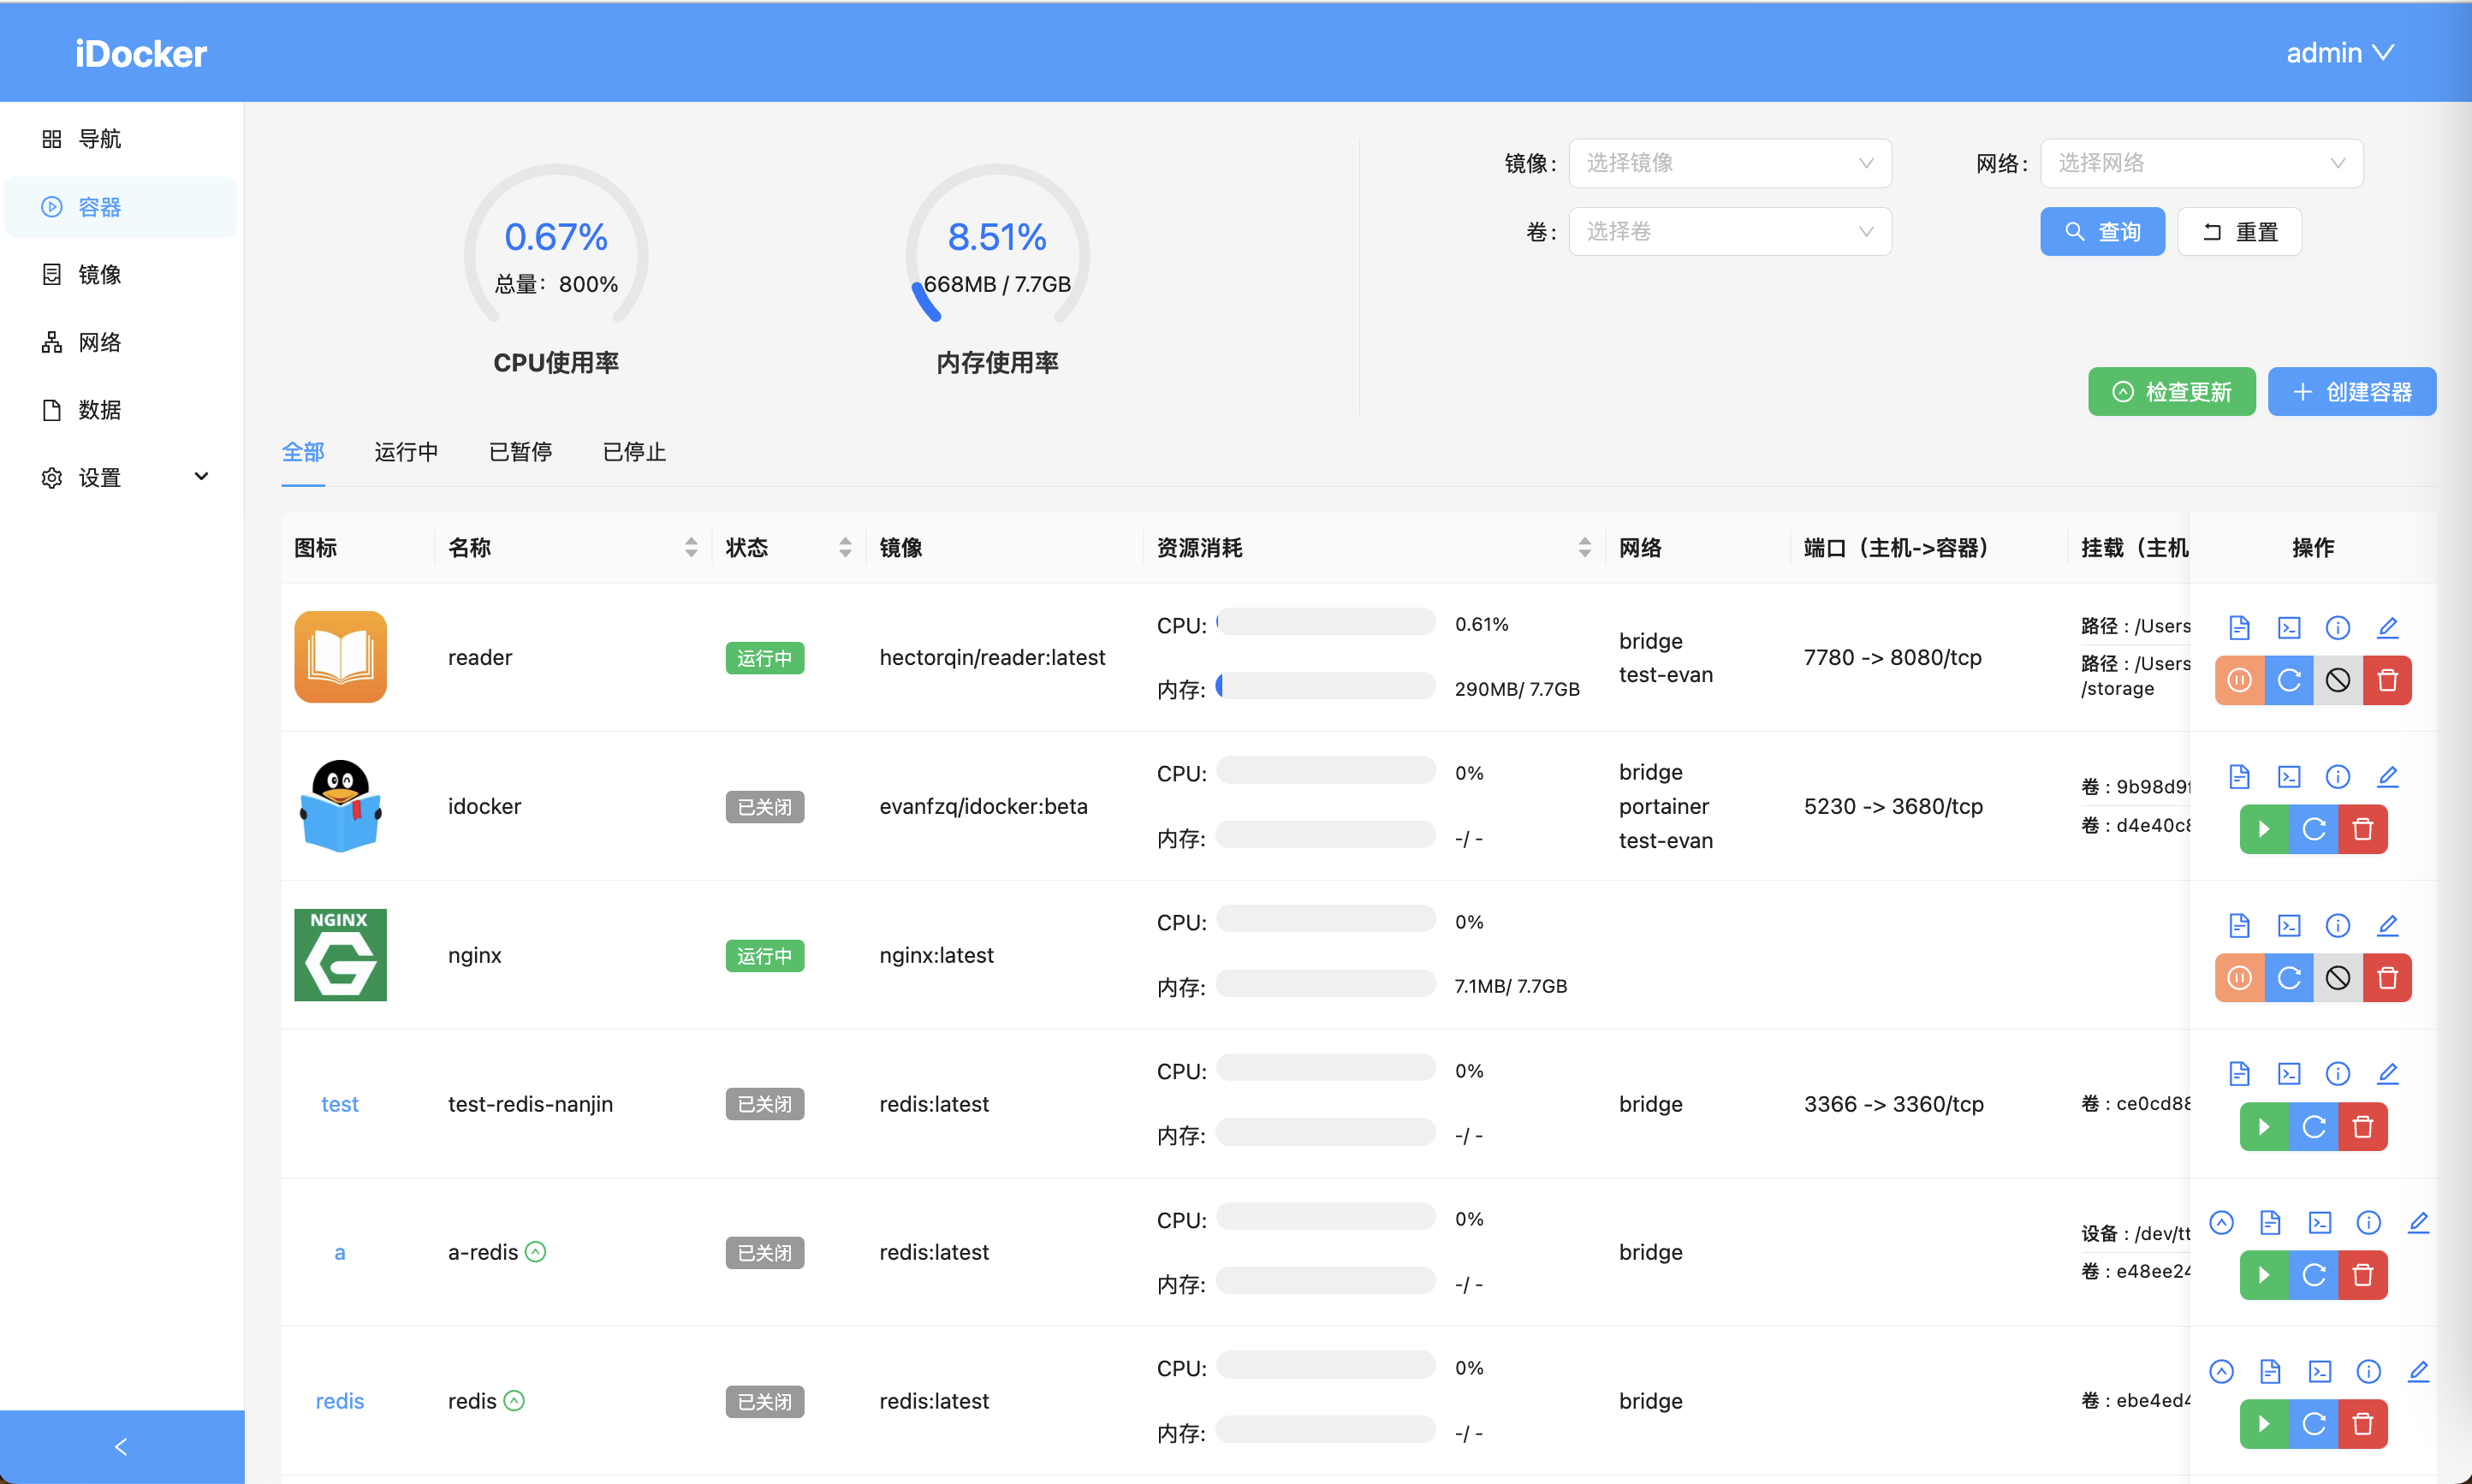 iDocker
admin
导航
容器
镜像
网络
数据
设置
0.67%
总量：800%
CPU使用率
8.51%
668MB / 7.7GB
内存使用率
镜像：
选择镜像
网络：
选择网络
卷：
选择卷
查询
重置
检查更新
创建容器
全部
运行中
已暂停
已停止
图标
名称
状态
镜像
资源消耗
网络
端口（主机->容器）
挂载（主机
操作
reader
运行中
hectorqin/reader:latest
CPU:
0.61%
内存:
290MB/ 7.7GB
bridge
test-evan
7780 -> 8080/tcp
路径：/Users
路径：/Users
/storage
idocker
已关闭
evanfzq/idocker:beta
CPU:
0%
内存:
-/ -
bridge
portainer
test-evan
5230 -> 3680/tcp
卷：9b98d9f
卷：d4e40c8
NGINX
G
nginx
运行中
nginx:latest
CPU:
0%
内存:
7.1MB/ 7.7GB
test
test-redis-nanjin
已关闭
redis:latest
CPU:
0%
内存:
-/ -
bridge
3366 -> 3360/tcp
卷：ce0cd88
a
a-redis
已关闭
redis:latest
CPU:
0%
内存:
-/ -
bridge
设备：/dev/tt
卷：e48ee24
redis
redis
已关闭
redis:latest
CPU:
0%
内存:
-/ -
bridge
卷：ebe4ed4